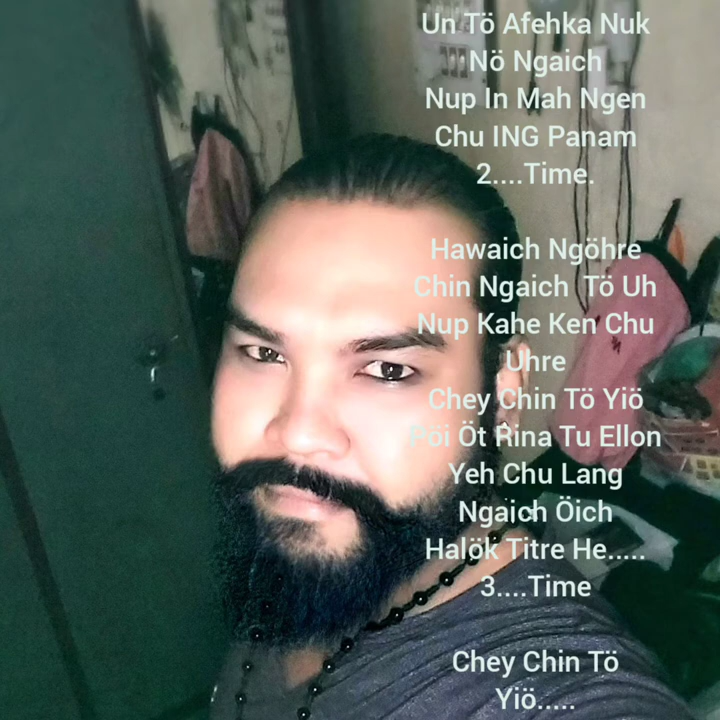 Un Tö Afehka Nuk
Nö Ngaich
Nup In Mah Ngen
Chu ING Panam
2....Time.
Hawaich Ngöhre
Chin Ngaich Tö Uh
Nup Kahe Ken Chu
Uhre
Chey Chin Tö Yiö
Pöi Öt Rina Tu Ellon
Yeh Chu Lang
Ngaich Öich
Halök Titre He.....
3....Time
Chey Chin Tö
Yiö.....